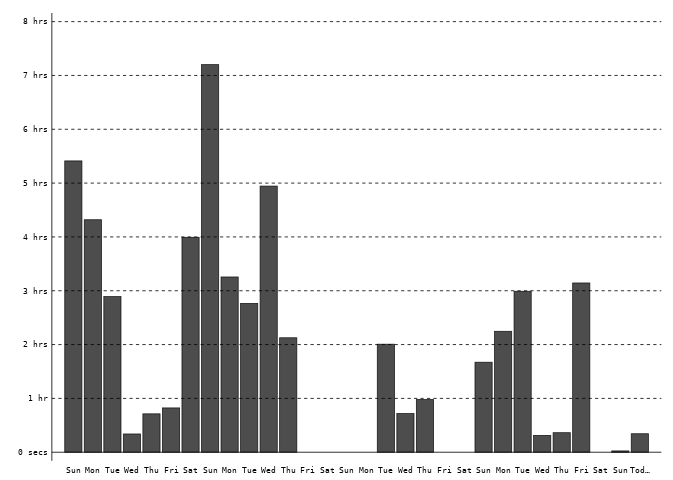 8 hrs
7 hrs
6 hrs
5 hrs
4 hrs
3 hrs
2 hrs
1 hr
0 secs
Sun Mon Tue Wed Thu Fri Sat Sun Mon Tue Wed Thu Fri Sat Sun Mon Tue Wed Thu Fri Sat Sun Mon Tue Wed Thu Fri Sat Sun Tod…